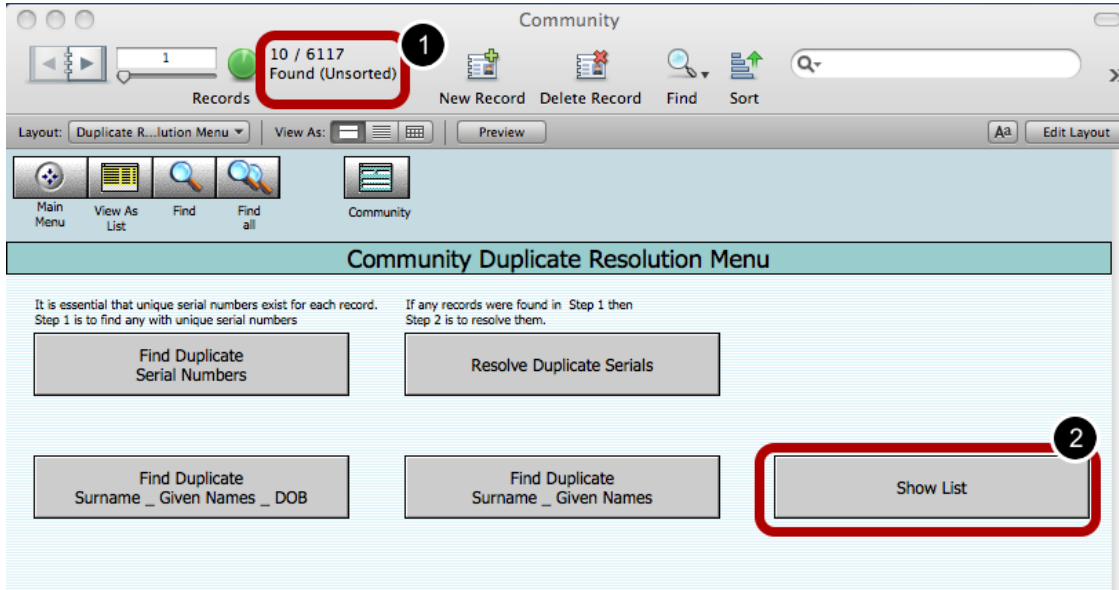 Community
1
10 / 6117
Found (Unsorted)
1
Records
New Record
Delete Record
Find
Sort
Layout:
Duplicate R...lution Menu
View As:
Preview
Aa
Edit Layout
Main
Menu
View As
List
Find
Find
all
Community
Community Duplicate Resolution Menu
It is essential that unique serial numbers exist for each record.
Step 1 is to find any with unique serial numbers
If any records were found in Step 1 then
Step 2 is to resolve them.
Find Duplicate
Serial Numbers
Resolve Duplicate Serials
Find Duplicate
Surname _ Given Names _ DOB
Find Duplicate
Surname _ Given Names
2
Show List